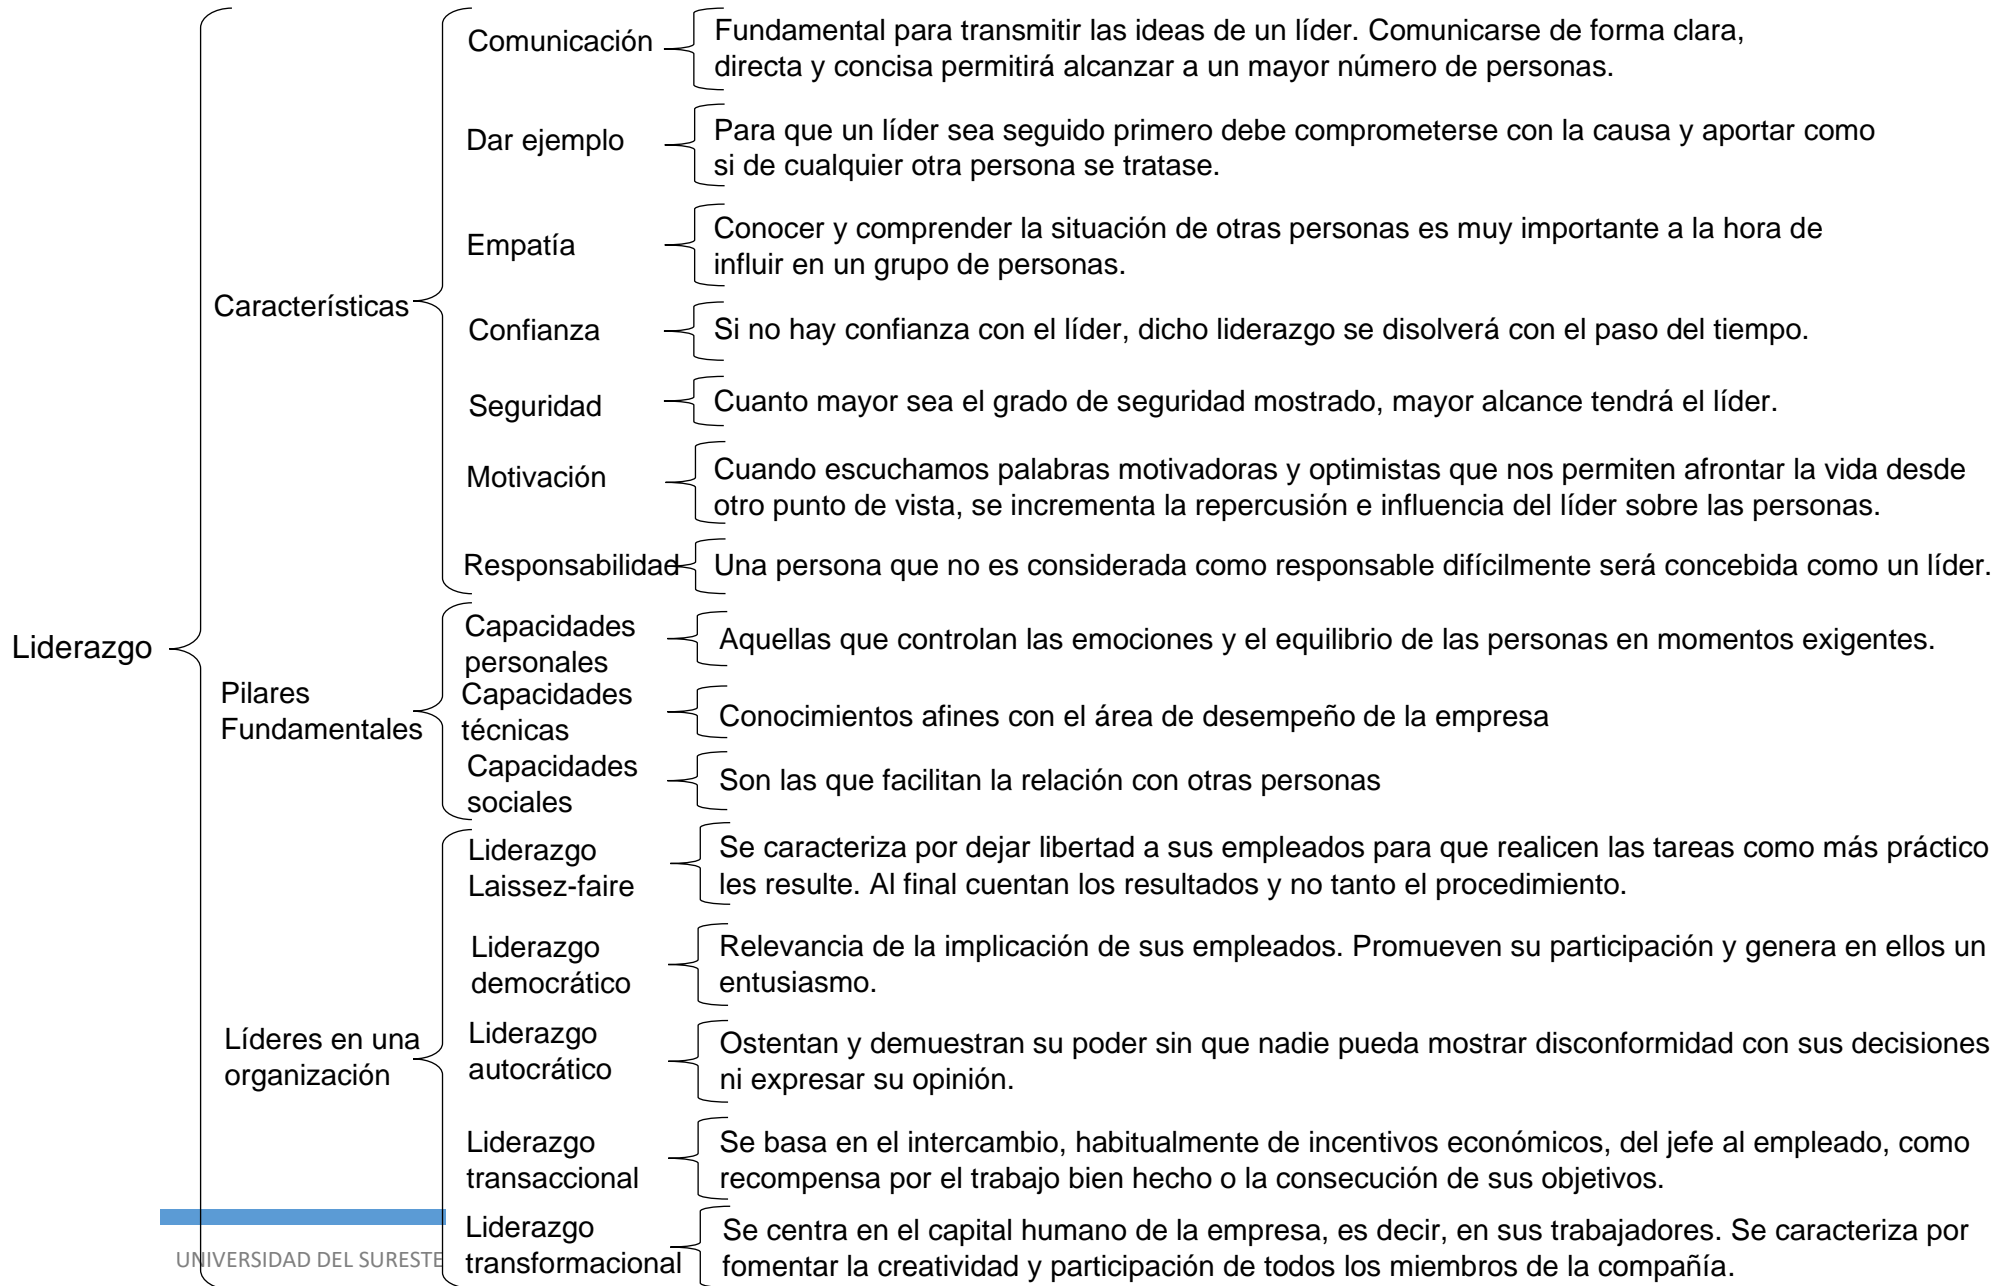 Liderazgo
Características
Comunicación
Fundamental para transmitir las ideas de un líder. Comunicarse de forma clara,
directa y concisa permitirá alcanzar a un mayor número de personas.
Dar ejemplo
Para que un líder sea seguido primero debe comprometerse con la causa y aportar como
si de cualquier otra persona se tratase.
Empatía
Conocer y comprender la situación de otras personas es muy importante a la hora de
influir en un grupo de personas.
Confianza
Si no hay confianza con el líder, dicho liderazgo se disolverá con el paso del tiempo.
Seguridad
Cuanto mayor sea el grado de seguridad mostrado, mayor alcance tendrá el líder.
Motivación
Cuando escuchamos palabras motivadoras y optimistas que nos permiten afrontar la vida desde
otro punto de vista, se incrementa la repercusión e influencia del líder sobre las personas.
Responsabilidad
Una persona que no es considerada como responsable difícilmente será concebida como un líder.
Pilares
Fundamentales
Capacidades
personales
Aquellas que controlan las emociones y el equilibrio de las personas en momentos exigentes.
Capacidades
técnicas
Conocimientos afines con el área de desempeño de la empresa
Capacidades
sociales
Son las que facilitan la relación con otras personas
Líderes en una
organización
Liderazgo
Laissez-faire
Se caracteriza por dejar libertad a sus empleados para que realicen las tareas como más práctico
les resulte. Al final cuentan los resultados y no tanto el procedimiento.
Liderazgo
democrático
Relevancia de la implicación de sus empleados. Promueven su participación y genera en ellos un
entusiasmo.
Liderazgo
autocrático
Ostentan y demuestran su poder sin que nadie pueda mostrar disconformidad con sus decisiones
ni expresar su opinión.
Liderazgo
transaccional
Se basa en el intercambio, habitualmente de incentivos económicos, del jefe al empleado, como
recompensa por el trabajo bien hecho o la consecución de sus objetivos.
Liderazgo
transformacional
Se centra en el capital humano de la empresa, es decir, en sus trabajadores. Se caracteriza por
fomentar la creatividad y participación de todos los miembros de la compañía.
UNIVERSIDAD DEL SURESTE